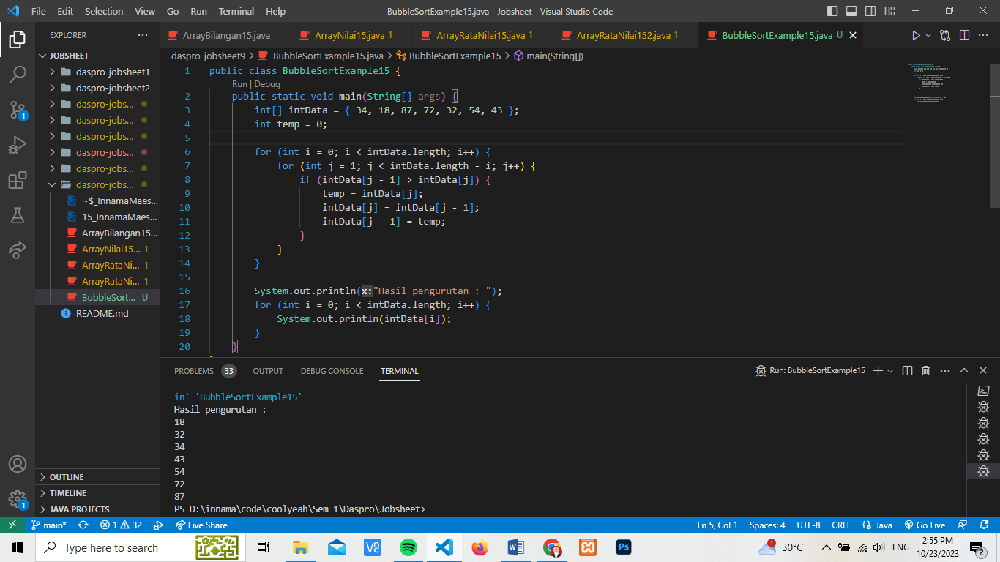 File Edit Selection View Go Run Terminal Help BubbleSortExample15.java - Jobsheet - Visual Studio Code
EXPLORER ···
ArrayBilangan15.java ArrayNilai15.java 1 ArrayRataNilai15.java 1 ArrayRataNilai152.java 1 BubbleSortExample15.java U
JOBSHEET
daspro-jobsheet1
daspro-jobsheet2
daspro-jobs...
daspro-jobs...
daspro-jobs...
daspro-jobs...
daspro-jobs...
daspro-jobs...
~$_InnamaMaes...
15_InnamaMaes...
ArrayBilangan15...
ArrayNilai15... 1
ArrayRataNi... 1
ArrayRataNi... 1
BubbleSort... U
README.md
OUTLINE
TIMELINE
JAVA PROJECTS
1
1
daspro-jobsheet9 > BubbleSortExample15.java > BubbleSortExample15 > main(String[])
1 public class BubbleSortExample15 {
Run | Debug
2 public static void main(String[] args) {
3 int[] intData = { 34, 18, 87, 72, 32, 54, 43 };
4 int temp = 0;
5
6 for (int i = 0; i < intData.length; i++) {
7 for (int j = 1; j < intData.length - i; j++) {
8 if (intData[j - 1] > intData[j]) {
9 temp = intData[j];
10 intData[j] = intData[j - 1];
11 intData[j - 1] = temp;
12 }
13 }
14 }
15
16 System.out.println(x:"Hasil pengurutan : ");
17 for (int i = 0; i < intData.length; i++) {
18 System.out.println(intData[i]);
19 }
20 }
PROBLEMS 33 OUTPUT DEBUG CONSOLE TERMINAL Run: BubbleSortExample15
in' 'BubbleSortExample15'
Hasil pengurutan :
18
32
34
43
54
72
87
PS D:\innama\code\coolyeah\Sem 1\Daspro\Jobsheet>
main* 1 32 Live Share Ln 5, Col 1 Spaces: 4 UTF-8 CRLF {} Java Go Live
Type here to search 1 30°C ENG 2:55 PM
10/23/2023 2